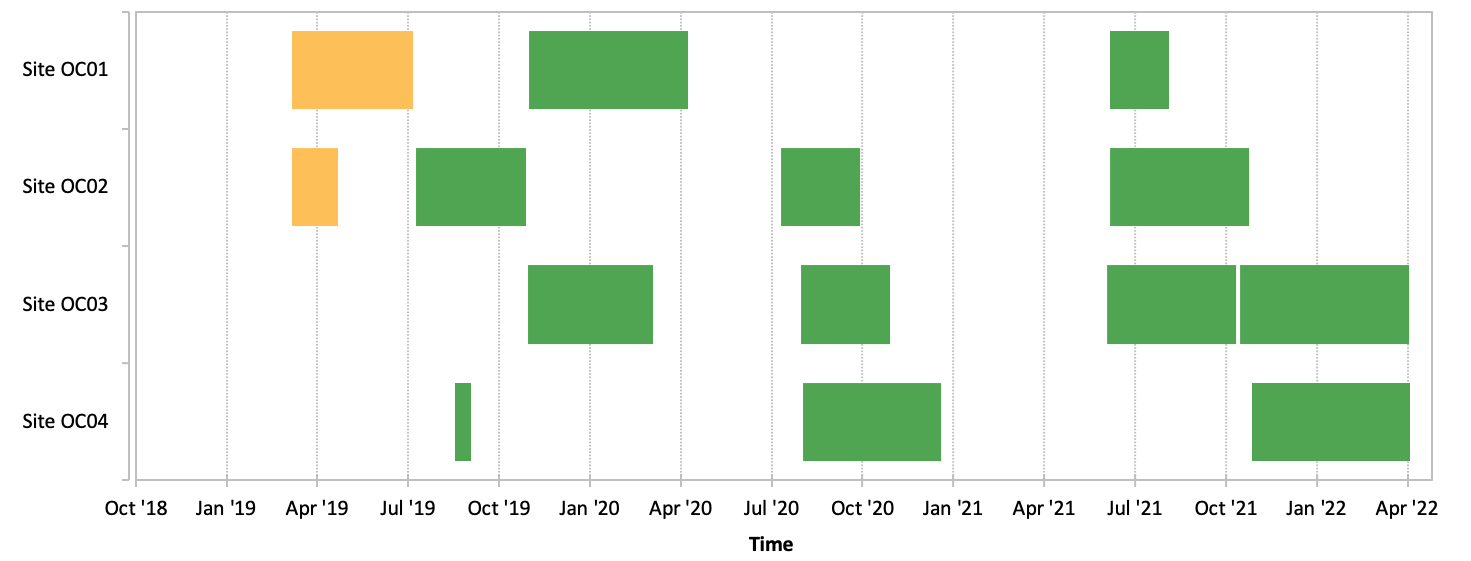 Site OC01
Site OC02
Site OC03
Site OC04
Oct '18 Jan '19 Apr '19 Jul '19 Oct '19 Jan '20 Apr '20 Jul '20 Oct '20 Jan '21 Apr '21 Jul '21 Oct '21 Jan '22 Apr '22
Time